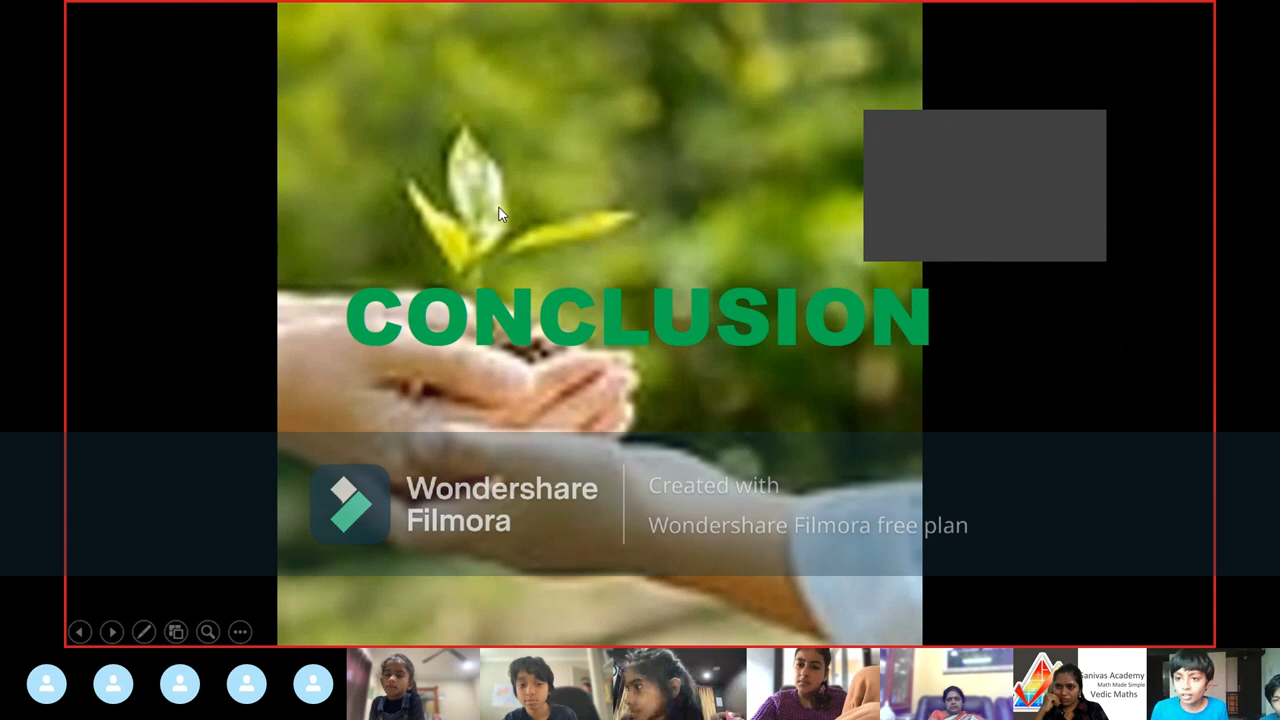 CONCLUSION
Wondershare
Filmora
Created with
Wondershare Filmora free plan
Sanivas Academy
Math Made Simple
Vedic Maths